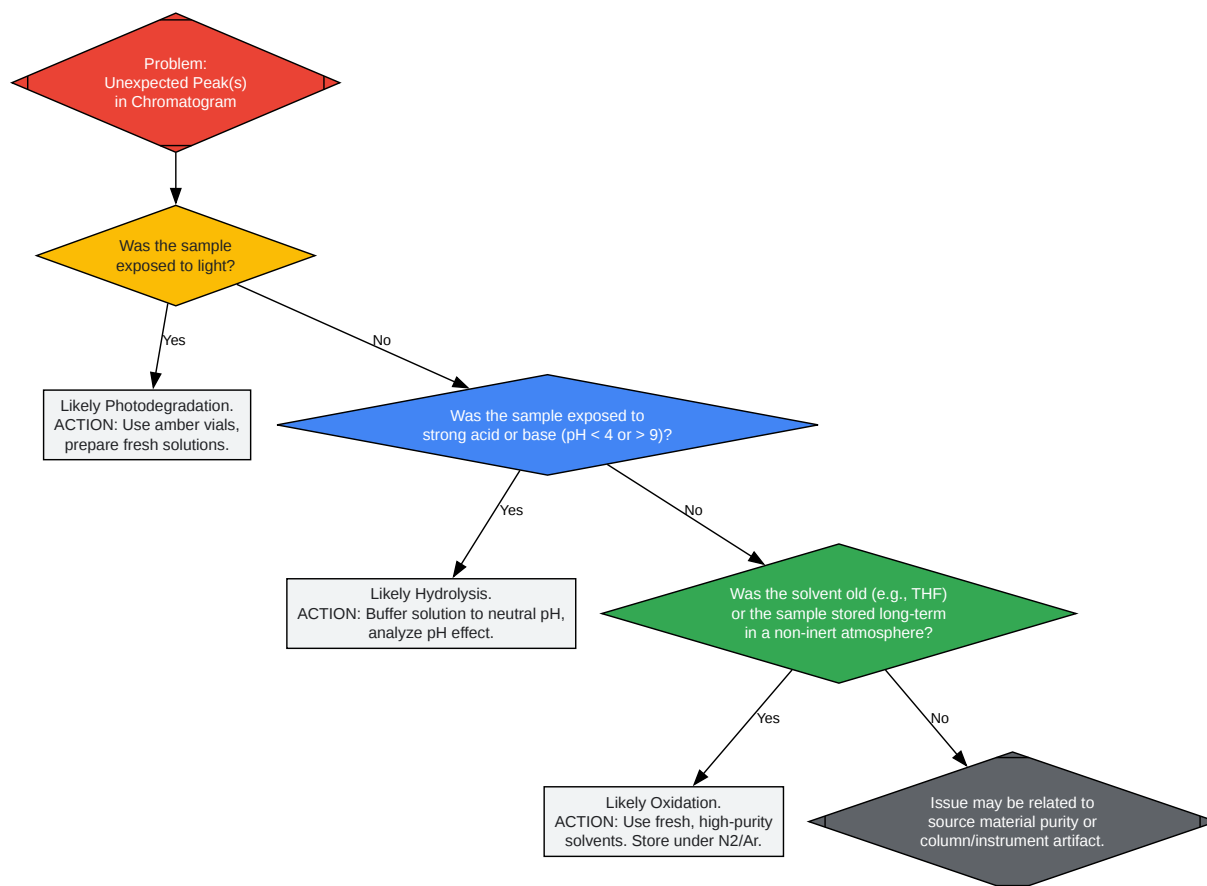 Problem:
Unexpected Peak(s)
in Chromatogram
Was the sample
exposed to light?
Yes
No
Likely Photodegradation.
ACTION: Use amber vials,
prepare fresh solutions.
Was the sample exposed to
strong acid or base (pH < 4 or > 9)?
Yes
No
Likely Hydrolysis.
ACTION: Buffer solution to neutral pH,
analyze pH effect.
Was the solvent old (e.g., THF)
or the sample stored long-term
in a non-inert atmosphere?
Yes
No
Likely Oxidation.
ACTION: Use fresh, high-purity
solvents. Store under N2/Ar.
Issue may be related to
source material purity or
column/instrument artifact.